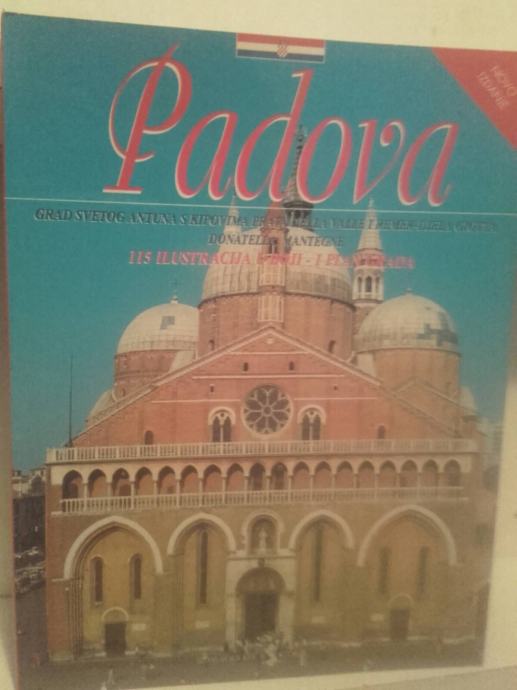 NOVO
IZDANJE
Padova
GRAD SVETOG ANTUNA S KIPOVIMA PRATA DELLA VALLE I REMEK-DJELA GIOTTA
DONATELLA MANTEGNE
115 ILUSTRACIJA U BOJI - I PLAN GRADA